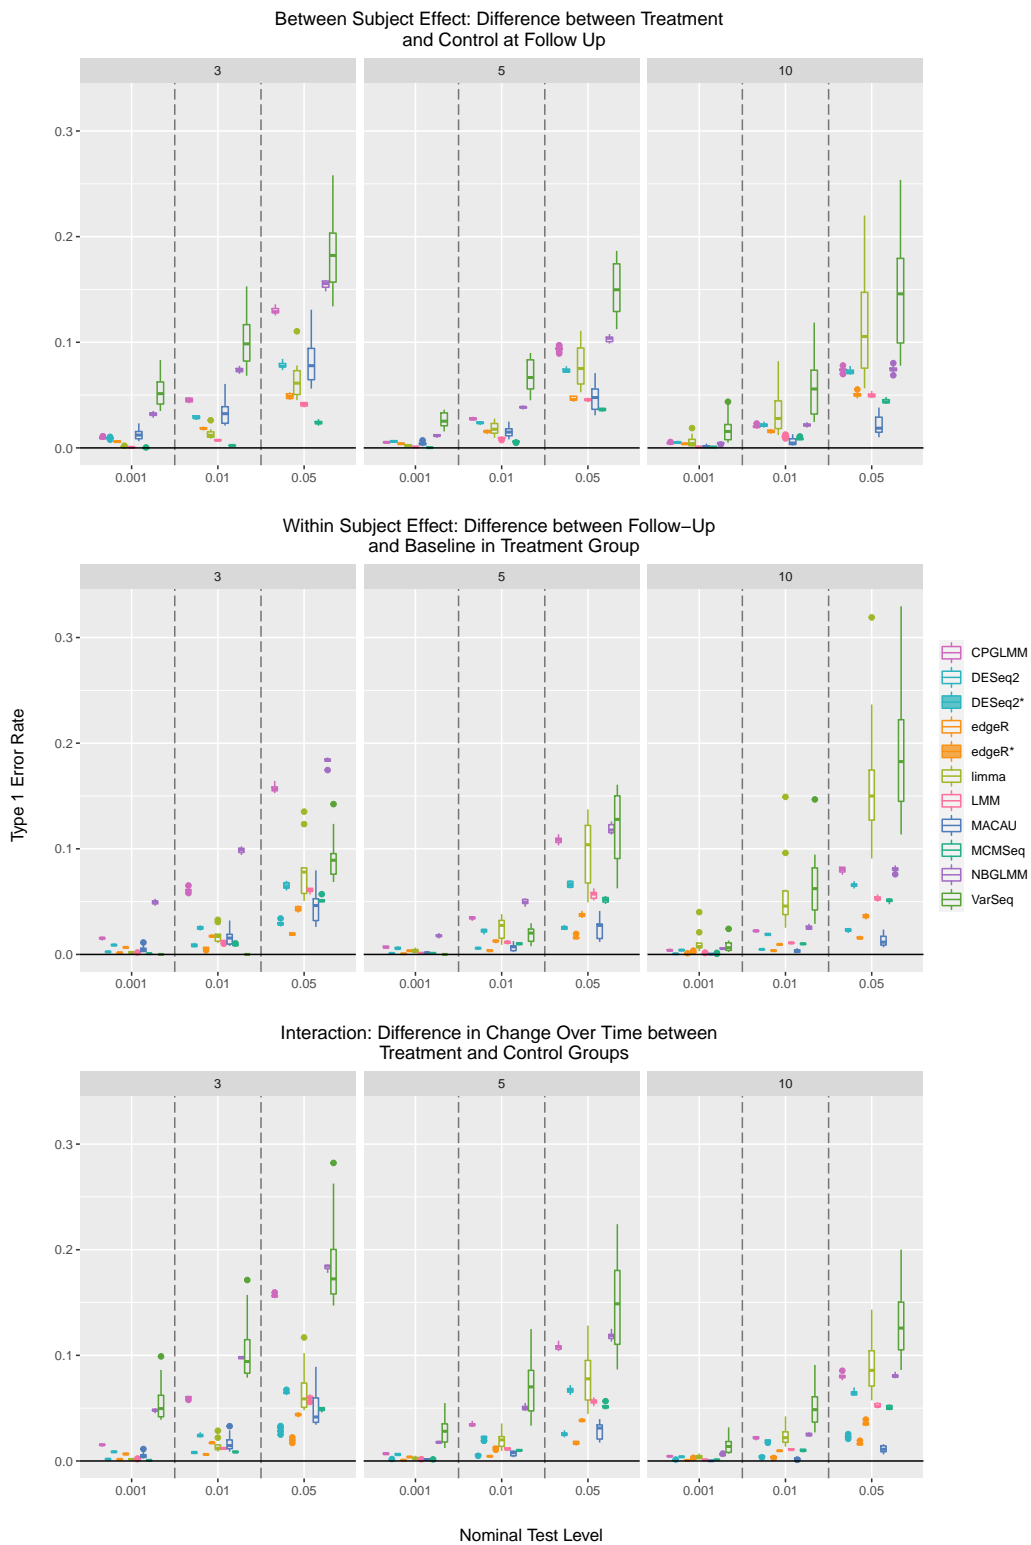 Between Subject Effect: Difference between Treatment
and Control at Follow Up
3
5
10
0.3
0.2
0.1
0.0
0.001
0.01
0.05
0.001
0.01
0.05
0.001
0.01
0.05
Within Subject Effect: Difference between Follow−Up
and Baseline in Treatment Group
3
5
10
0.3
0.2
0.1
0.0
0.001
0.01
0.05
0.001
0.01
0.05
0.001
0.01
0.05
Interaction: Difference in Change Over Time between
Treatment and Control Groups
3
5
10
0.3
0.2
0.1
0.0
0.001
0.01
0.05
0.001
0.01
0.05
0.001
0.01
0.05
Type 1 Error Rate
Nominal Test Level
CPGLMM
DESeq2
DESeq2*
edgeR
edgeR*
limma
LMM
MACAU
MCMSeq
NBGLMM
VarSeq